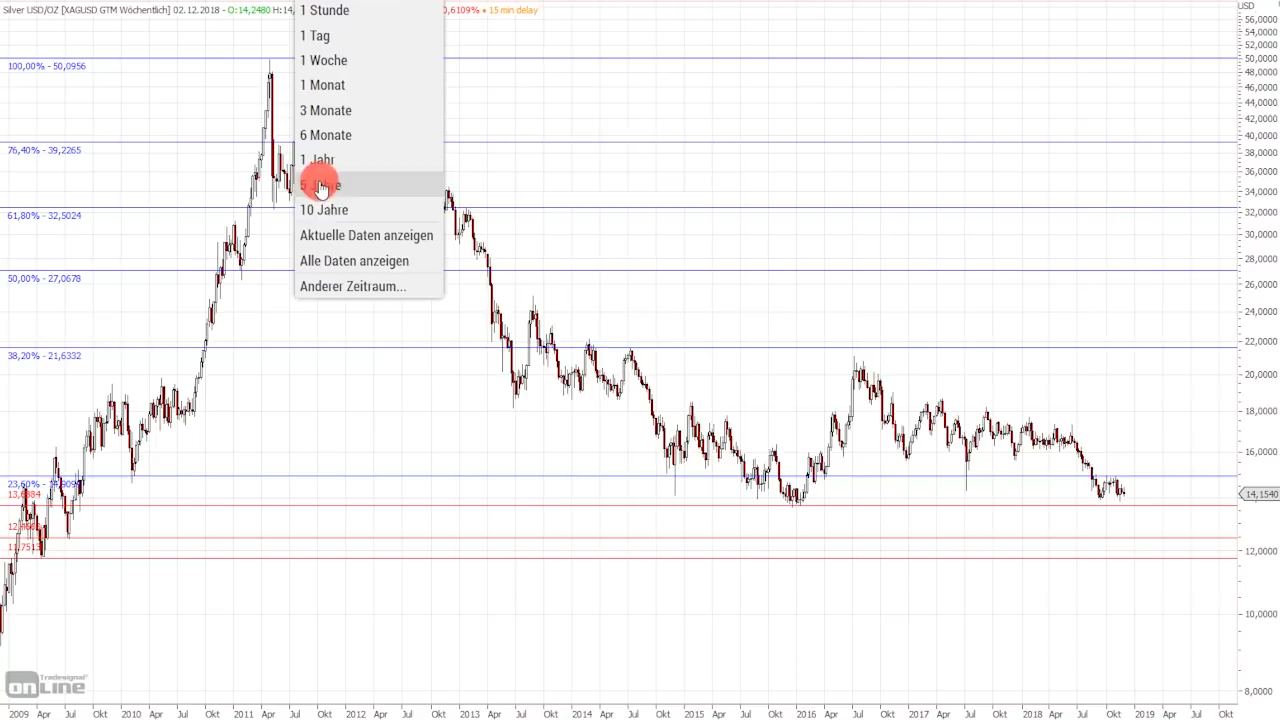 Silver USD/OZ [XAGUSD GTM Wöchentlich] 02.12.2018 - O:14,2480 H:14,
0,6109% • 15 min delay
USD
1 Stunde
1 Tag
1 Woche
1 Monat
3 Monate
6 Monate
1 Jahr
5 Jahre
10 Jahre
Aktuelle Daten anzeigen
Alle Daten anzeigen
Anderer Zeitraum...
100,00% - 50,0956
76,40% - 39,2265
61,80% - 32,5024
50,00% - 27,0678
38,20% - 21,6332
13,6884
11,7513
56,0000
54,0000
52,0000
50,0000
48,0000
46,0000
44,0000
42,0000
40,0000
38,0000
36,0000
34,0000
32,0000
30,0000
28,0000
26,0000
24,0000
22,0000
20,0000
18,0000
16,0000
14,1540
12,0000
10,0000
8,0000
Tradesignal®
onLine
2009 Apr Jul Okt 2010 Apr Jul Okt 2011 Apr Jul Okt 2012 Apr Jul Okt 2013 Apr Jul Okt 2014 Apr Jul Okt 2015 Apr Jul Okt 2016 Apr Jul Okt 2017 Apr Jul Okt 2018 Apr Jul Okt 2019 Apr Jul Okt